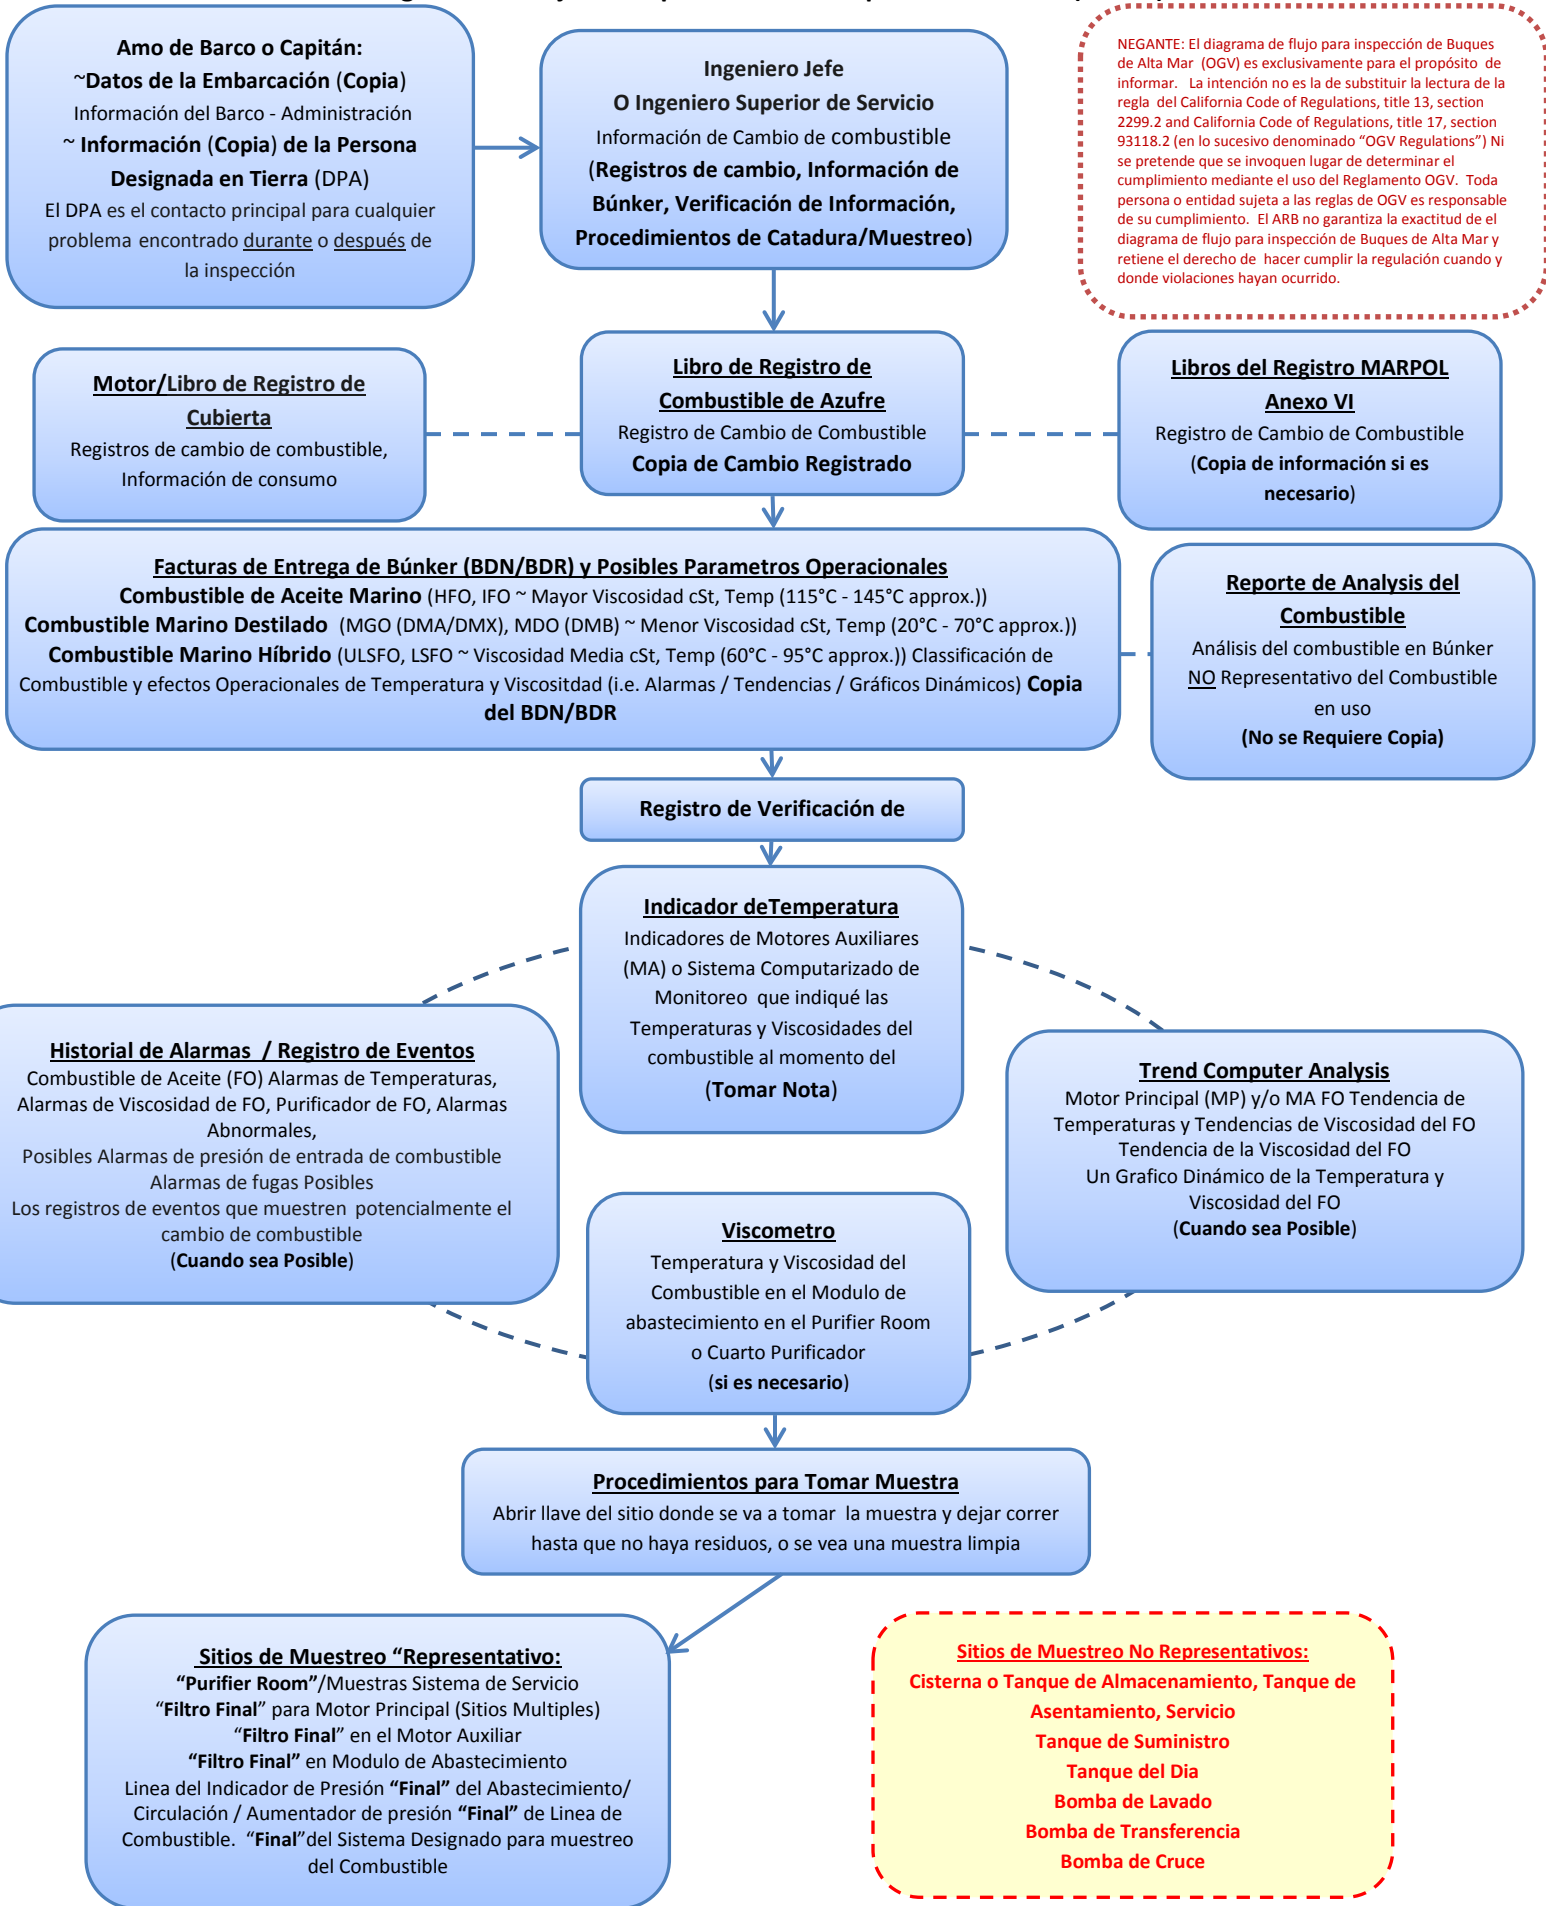 Amo de Barco o Capitán:
~Datos de la Embarcación (Copia)
Información del Barco - Administración
~ Información (Copia) de la Persona
Designada en Tierra (DPA)
El DPA es el contacto principal para cualquier
problema encontrado durante o después de
la inspección
Ingeniero Jefe
O Ingeniero Superior de Servicio
Información de Cambio de combustible
(Registros de cambio, Información de
Búnker, Verificación de Información,
Procedimientos de Catadura/Muestreo)
NEGANTE: El diagrama de flujo para inspección de Buques
de Alta Mar (OGV) es exclusivamente para el propósito de
informar. La intención no es la de substituir la lectura de la
regla del California Code of Regulations, title 13, section
2299.2 and California Code of Regulations, title 17, section
93118.2 (en lo sucesivo denominado “OGV Regulations”) Ni
se pretende que se invoquen lugar de determinar el
cumplimiento mediante el uso del Reglamento OGV. Toda
persona o entidad sujeta a las reglas de OGV es responsable
de su cumplimiento. El ARB no garantiza la exactitud de el
diagrama de flujo para inspección de Buques de Alta Mar y
retiene el derecho de hacer cumplir la regulación cuando y
donde violaciones hayan ocurrido.
Motor/Libro de Registro de
Cubierta
Registros de cambio de combustible,
Información de consumo
Libro de Registro de
Combustible de Azufre
Registro de Cambio de Combustible
Copia de Cambio Registrado
Libros del Registro MARPOL
Anexo VI
Registro de Cambio de Combustible
(Copia de información si es
necesario)
Facturas de Entrega de Búnker (BDN/BDR) y Posibles Parametros Operacionales
Combustible de Aceite Marino (HFO, IFO ~ Mayor Viscosidad cSt, Temp (115°C - 145°C approx.))
Combustible Marino Destilado (MGO (DMA/DMX), MDO (DMB) ~ Menor Viscosidad cSt, Temp (20°C - 70°C approx.))
Combustible Marino Híbrido (ULSFO, LSFO ~ Viscosidad Media cSt, Temp (60°C - 95°C approx.)) Classificación de
Combustible y efectos Operacionales de Temperatura y Viscositdad (i.e. Alarmas / Tendencias / Gráficos Dinámicos) Copia
del BDN/BDR
Reporte de Analysis del
Combustible
Análisis del combustible en Búnker
NO Representativo del Combustible
en uso
(No se Requiere Copia)
Registro de Verificación de
Indicador deTemperatura
Indicadores de Motores Auxiliares
(MA) o Sistema Computarizado de
Monitoreo que indiqué las
Temperaturas y Viscosidades del
combustible al momento del
(Tomar Nota)
Historial de Alarmas / Registro de Eventos
Combustible de Aceite (FO) Alarmas de Temperaturas,
Alarmas de Viscosidad de FO, Purificador de FO, Alarmas
Abnormales,
Posibles Alarmas de presión de entrada de combustible
Alarmas de fugas Posibles
Los registros de eventos que muestren potencialmente el
cambio de combustible
(Cuando sea Posible)
Trend Computer Analysis
Motor Principal (MP) y/o MA FO Tendencia de
Temperaturas y Tendencias de Viscosidad del FO
Tendencia de la Viscosidad del FO
Un Grafico Dinámico de la Temperatura y
Viscosidad del FO
(Cuando sea Posible)
Viscometro
Temperatura y Viscosidad del
Combustible en el Modulo de
abastecimiento en el Purifier Room
o Cuarto Purificador
(si es necesario)
Procedimientos para Tomar Muestra
Abrir llave del sitio donde se va a tomar la muestra y dejar correr
hasta que no haya residuos, o se vea una muestra limpia
Sitios de Muestreo “Representativo:
“Purifier Room”/Muestras Sistema de Servicio
“Filtro Final” para Motor Principal (Sitios Multiples)
“Filtro Final” en el Motor Auxiliar
“Filtro Final” en Modulo de Abastecimiento
Linea del Indicador de Presión “Final” del Abastecimiento/
Circulación / Aumentador de presión “Final” de Linea de
Combustible. “Final”del Sistema Designado para muestreo
del Combustible
Sitios de Muestreo No Representativos:
Cisterna o Tanque de Almacenamiento, Tanque de
Asentamiento, Servicio
Tanque de Suministro
Tanque del Dia
Bomba de Lavado
Bomba de Transferencia
Bomba de Cruce